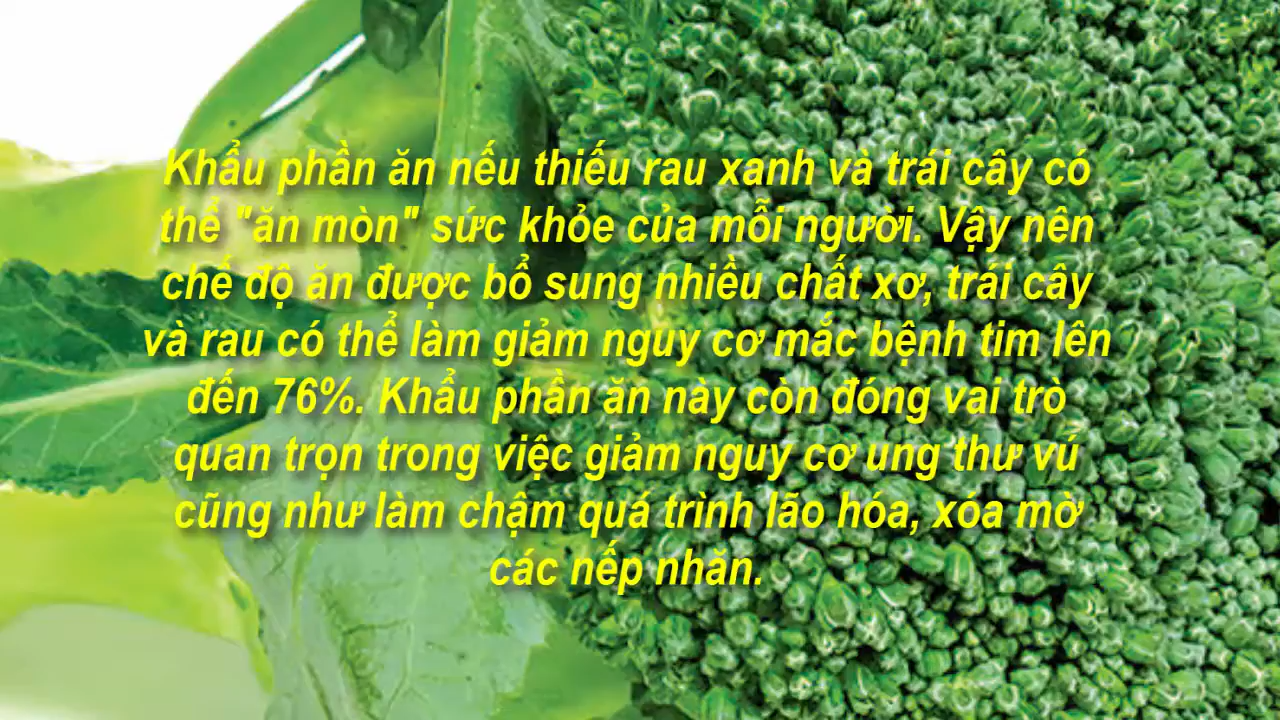 Khẩu phần ăn nếu thiếu rau xanh và trái cây có
thể "ăn mòn" sức khỏe của mỗi người. Vậy nên
chế độ ăn được bổ sung nhiều chất xơ, trái cây
và rau có thể làm giảm nguy cơ mắc bệnh tim lên
đến 76%. Khẩu phần ăn này còn đóng vai trò
quan trọn trong việc giảm nguy cơ ung thư vú
cũng như làm chậm quá trình lão hóa, xóa mờ
các nếp nhăn.